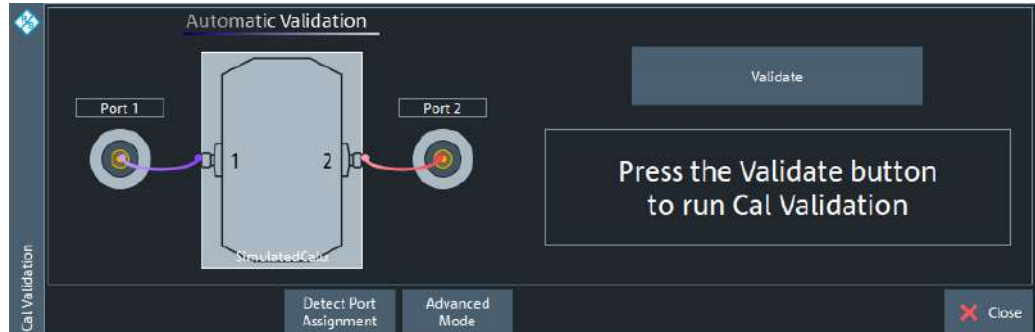 Automatic Validation
Port 1
Port 2
1
2
SimulatedCalu
Validate
Press the Validate button
to run Cal Validation
Cal Validation
Detect Port
Assignment
Advanced
Mode
Close